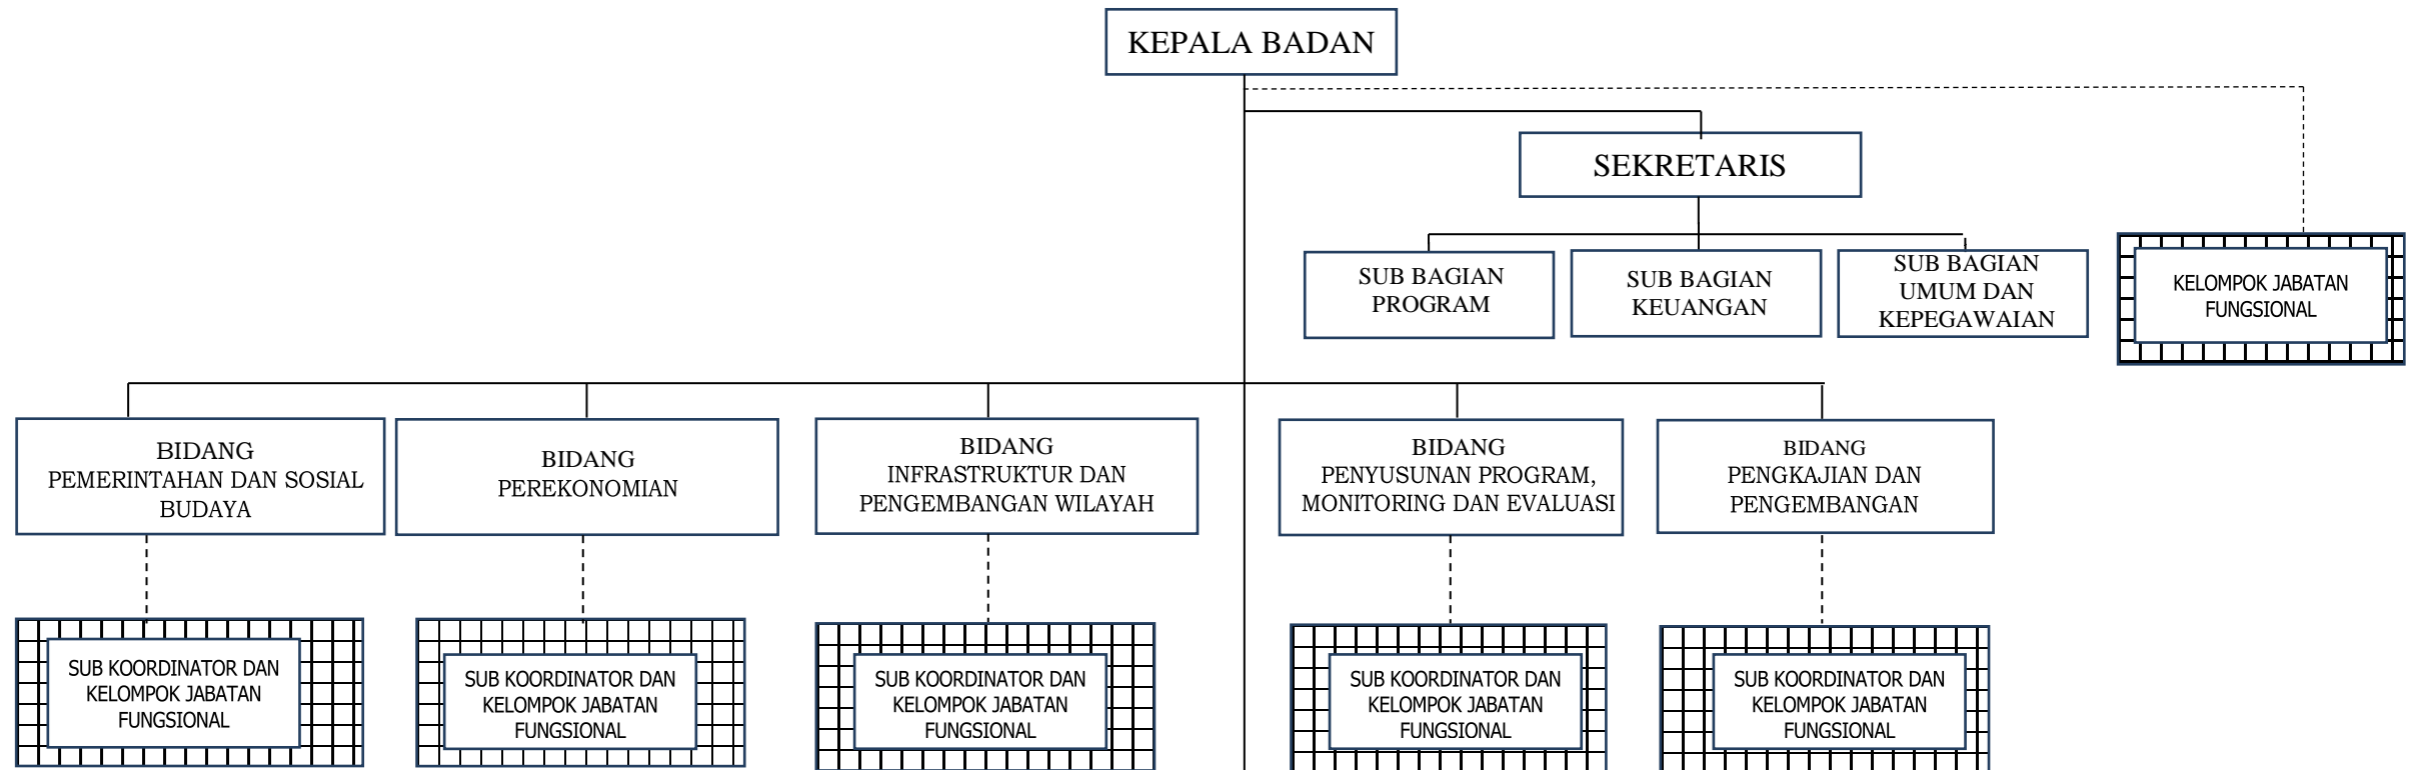 KEPALA BADAN
SEKRETARIS
SUB BAGIAN
PROGRAM
SUB BAGIAN
KEUANGAN
SUB BAGIAN
UMUM DAN
KEPEGAWAIAN
KELOMPOK JABATAN
FUNGSIONAL
BIDANG
PEMERINTAHAN DAN SOSIAL
BUDAYA
BIDANG
PEREKONOMIAN
BIDANG
INFRASTRUKTUR DAN
PENGEMBANGAN WILAYAH
BIDANG
PENYUSUNAN PROGRAM,
MONITORING DAN EVALUASI
BIDANG
PENGKAJIAN DAN
PENGEMBANGAN
SUB KOORDINATOR DAN
KELOMPOK JABATAN
FUNGSIONAL
SUB KOORDINATOR DAN
KELOMPOK JABATAN
FUNGSIONAL
SUB KOORDINATOR DAN
KELOMPOK JABATAN
FUNGSIONAL
SUB KOORDINATOR DAN
KELOMPOK JABATAN
FUNGSIONAL
SUB KOORDINATOR DAN
KELOMPOK JABATAN
FUNGSIONAL